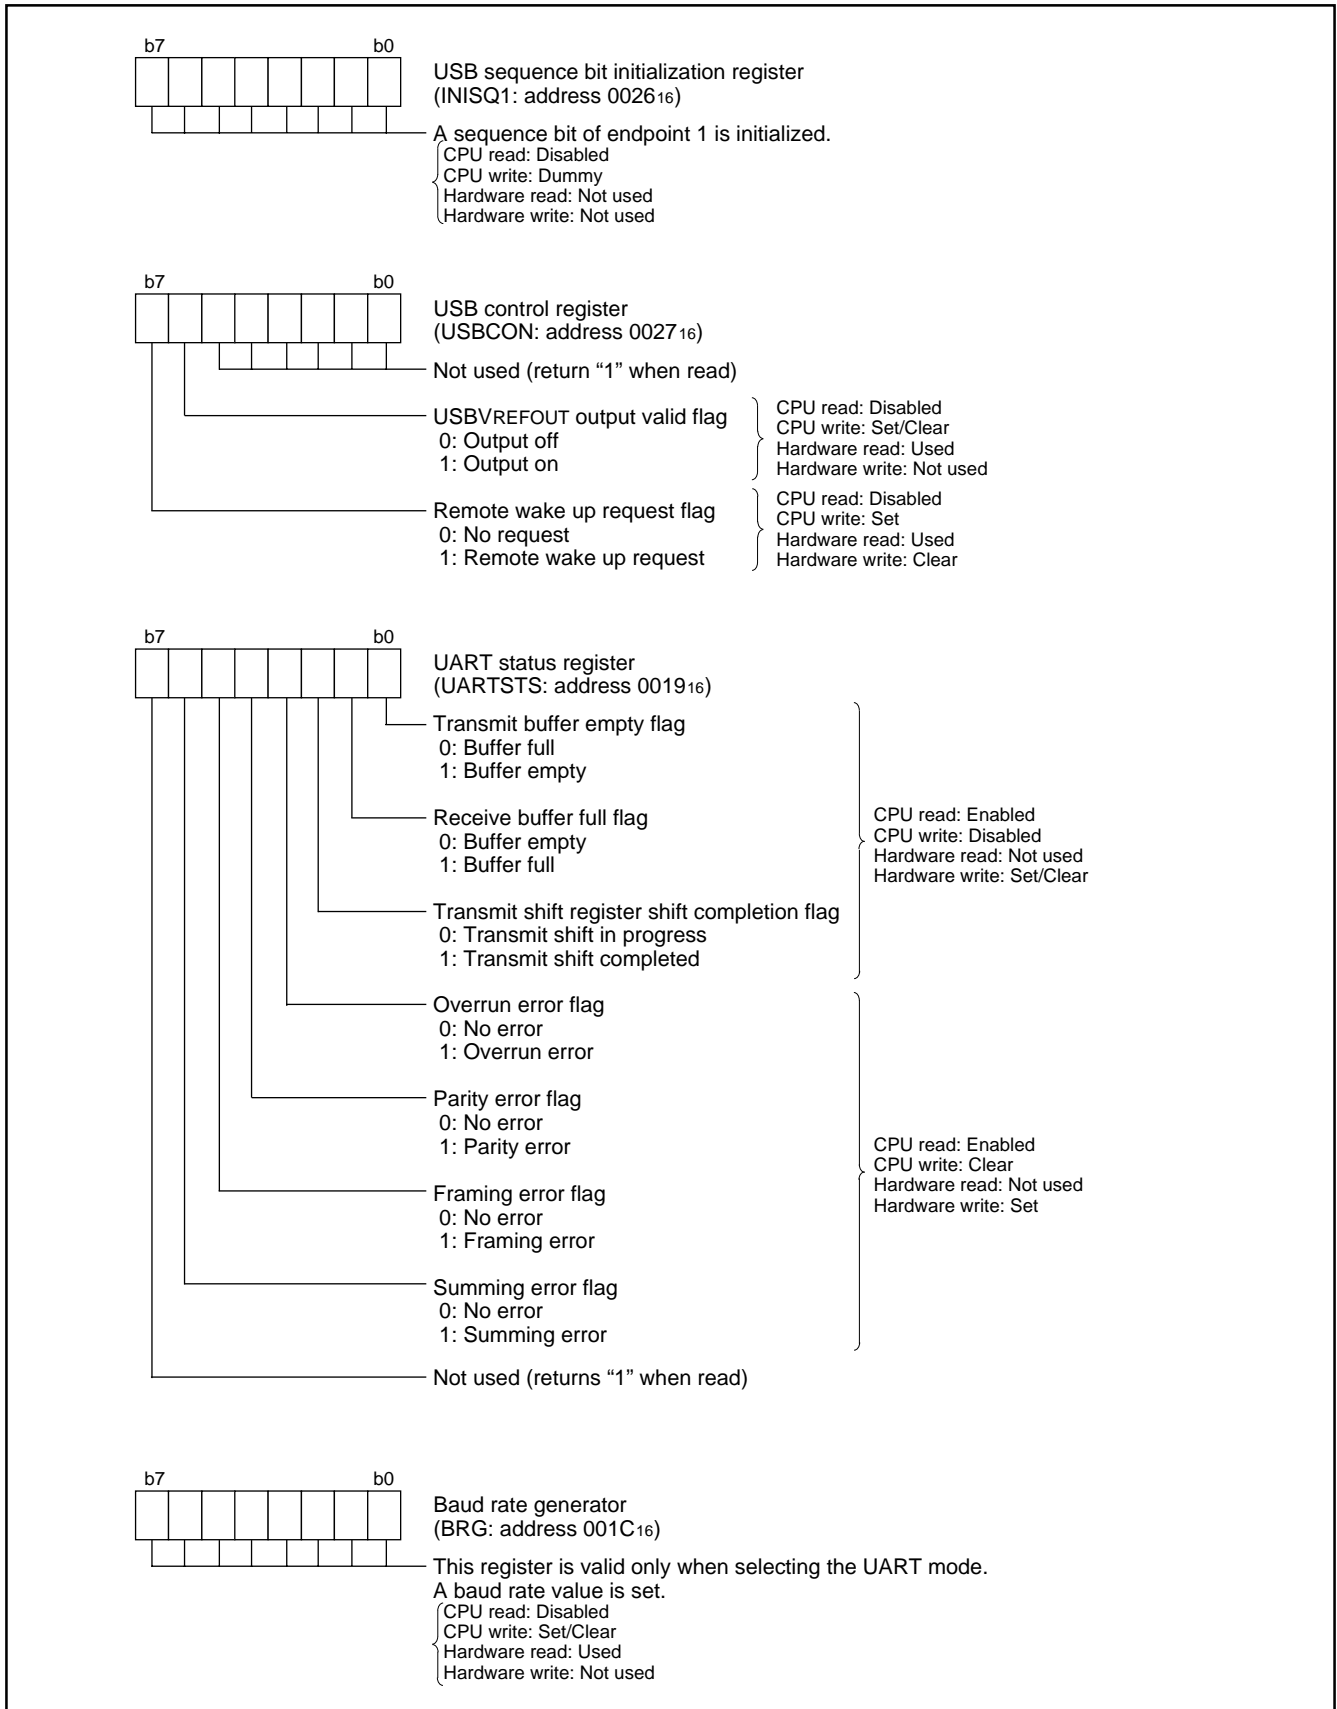 b7 b0
USB sequence bit initialization register
(INISQ1: address 002616)
A sequence bit of endpoint 1 is initialized.
CPU read: Disabled
CPU write: Dummy
Hardware read: Not used
Hardware write: Not used
b7 b0
USB control register
(USBCON: address 002716)
Not used (return “1” when read)
USBVREFOUT output valid flag
0: Output off
1: Output on
CPU read: Disabled
CPU write: Set/Clear
Hardware read: Used
Hardware write: Not used
Remote wake up request flag
0: No request
1: Remote wake up request
CPU read: Disabled
CPU write: Set
Hardware read: Used
Hardware write: Clear
b7 b0
UART status register
(UARTSTS: address 001916)
Transmit buffer empty flag
0: Buffer full
1: Buffer empty
Receive buffer full flag
0: Buffer empty
1: Buffer full
Transmit shift register shift completion flag
0: Transmit shift in progress
1: Transmit shift completed
CPU read: Enabled
CPU write: Disabled
Hardware read: Not used
Hardware write: Set/Clear
Overrun error flag
0: No error
1: Overrun error
Parity error flag
0: No error
1: Parity error
Framing error flag
0: No error
1: Framing error
Summing error flag
0: No error
1: Summing error
CPU read: Enabled
CPU write: Clear
Hardware read: Not used
Hardware write: Set
Not used (returns “1” when read)
b7 b0
Baud rate generator
(BRG: address 001C16)
This register is valid only when selecting the UART mode.
A baud rate value is set.
CPU read: Disabled
CPU write: Set/Clear
Hardware read: Used
Hardware write: Not used